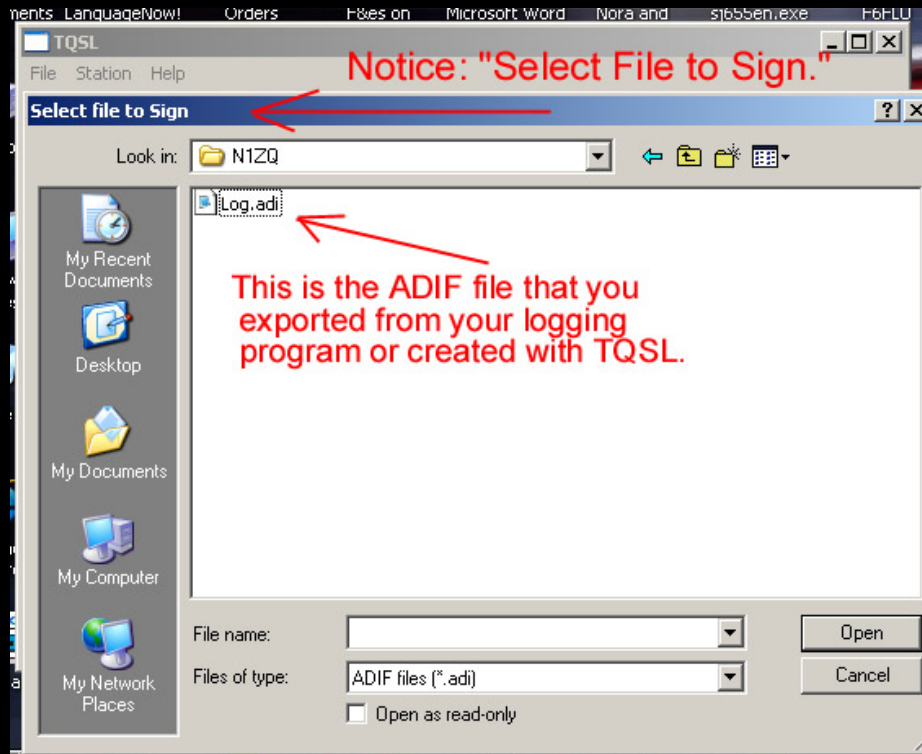 LanguageNow! Orders F&es on Microsoft Word Nora and sj655en.exe F6FLU
TQSL
File Station Help
Notice: "Select File to Sign."
Select file to Sign
Look in: N1ZQ
Log.adi
My Recent
Documents
This is the ADIF file that you
exported from your logging
program or created with TQSL.
Desktop
My Documents
My Computer
My Network
Places
File name:
Open
Files of type: ADIF files (*.adi)
Cancel
Open as read-only